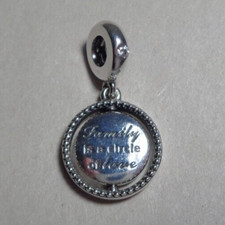 Family
is a circle
of love